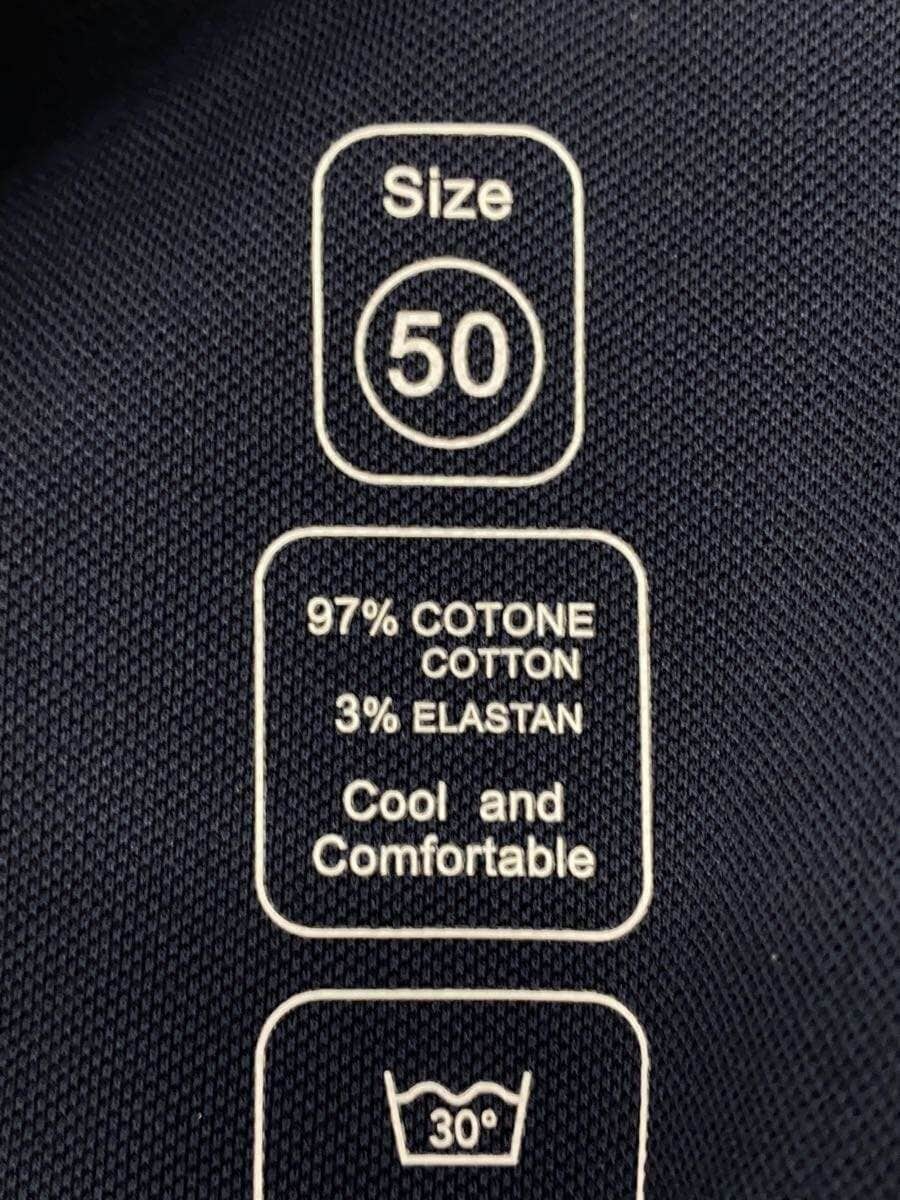 Size
50
97% COTONE
COTTON
3% ELASTAN
Cool and
Comfortable
30°